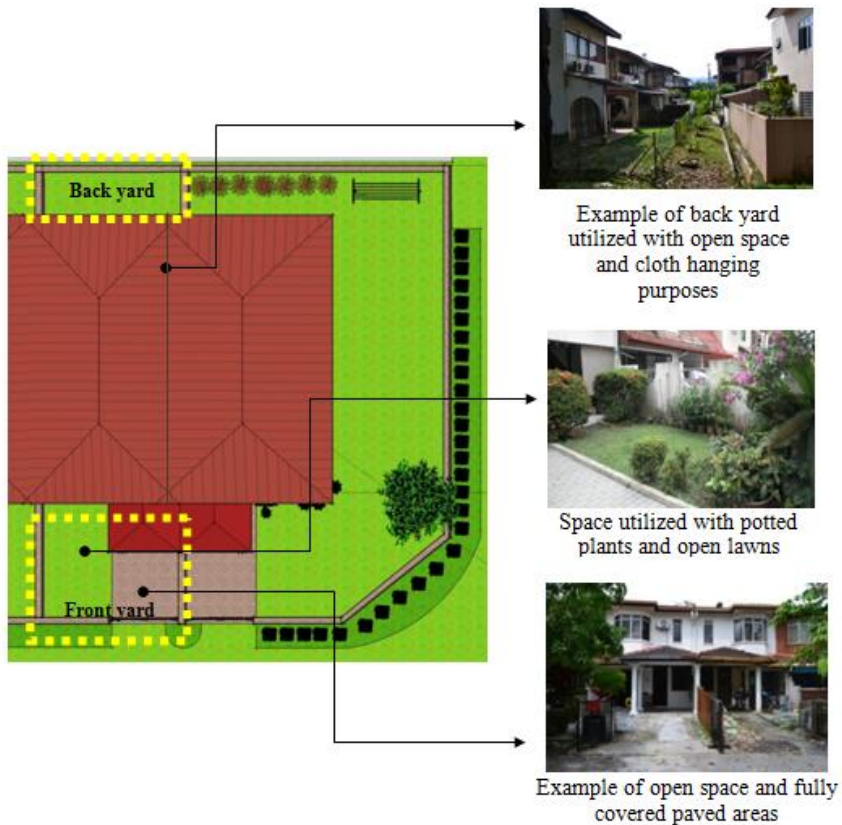 Back yard
Example of back yard
utilized with open space
and cloth hanging
purposes
Space utilized with potted
plants and open lawns
Front yard
Example of open space and fully
covered paved areas